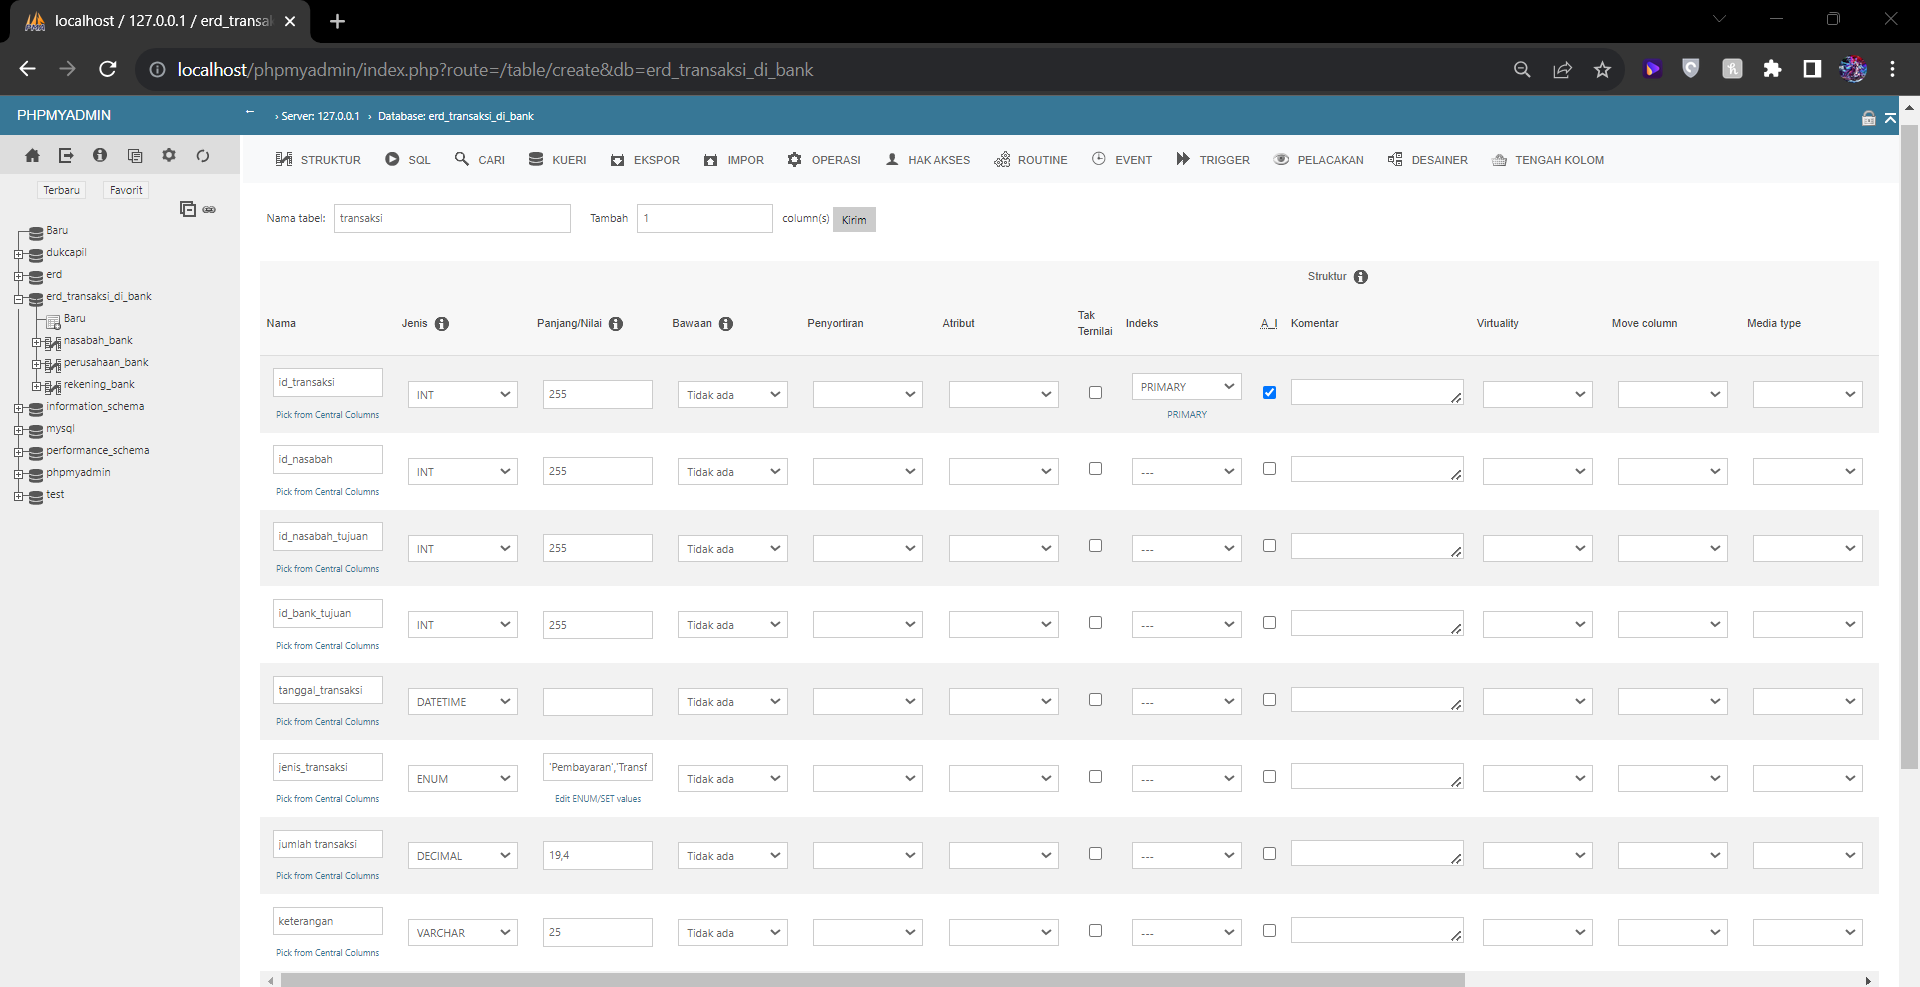 localhost / 127.0.0.1 / erd_transak
localhost/phpmyadmin/index.php?route=/table/create&db=erd_transaksi_di_bank
PHPMYADMIN
← › Server: 127.0.0.1 › Database: erd_transaksi_di_bank
STRUKTUR SQL CARI KUERI EKSPOR IMPOR OPERASI HAK AKSES ROUTINE EVENT TRIGGER PELACAKAN DESAINER TENGAH KOLOM
Terbaru Favorit
Baru
dukcapil
erd
erd_transaksi_di_bank
Baru
nasabah_bank
perusahaan_bank
rekening_bank
information_schema
mysql
performance_schema
phpmyadmin
test
Nama tabel: transaksi Tambah 1 column(s) Kirim
Struktur
Nama Jenis Panjang/Nilai Bawaan Penyortiran Atribut Tak Ternilai Indeks A_I Komentar Virtuality Move column Media type
id_transaksi INT 255 Tidak ada PRIMARY
Pick from Central Columns PRIMARY
id_nasabah INT 255 Tidak ada ---
Pick from Central Columns
id_nasabah_tujuan INT 255 Tidak ada ---
Pick from Central Columns
id_bank_tujuan INT 255 Tidak ada ---
Pick from Central Columns
tanggal_transaksi DATETIME Tidak ada ---
Pick from Central Columns
jenis_transaksi ENUM 'Pembayaran','Transf Tidak ada ---
Pick from Central Columns Edit ENUM/SET values
jumlah transaksi DECIMAL 19,4 Tidak ada ---
Pick from Central Columns
keterangan VARCHAR 25 Tidak ada ---
Pick from Central Columns